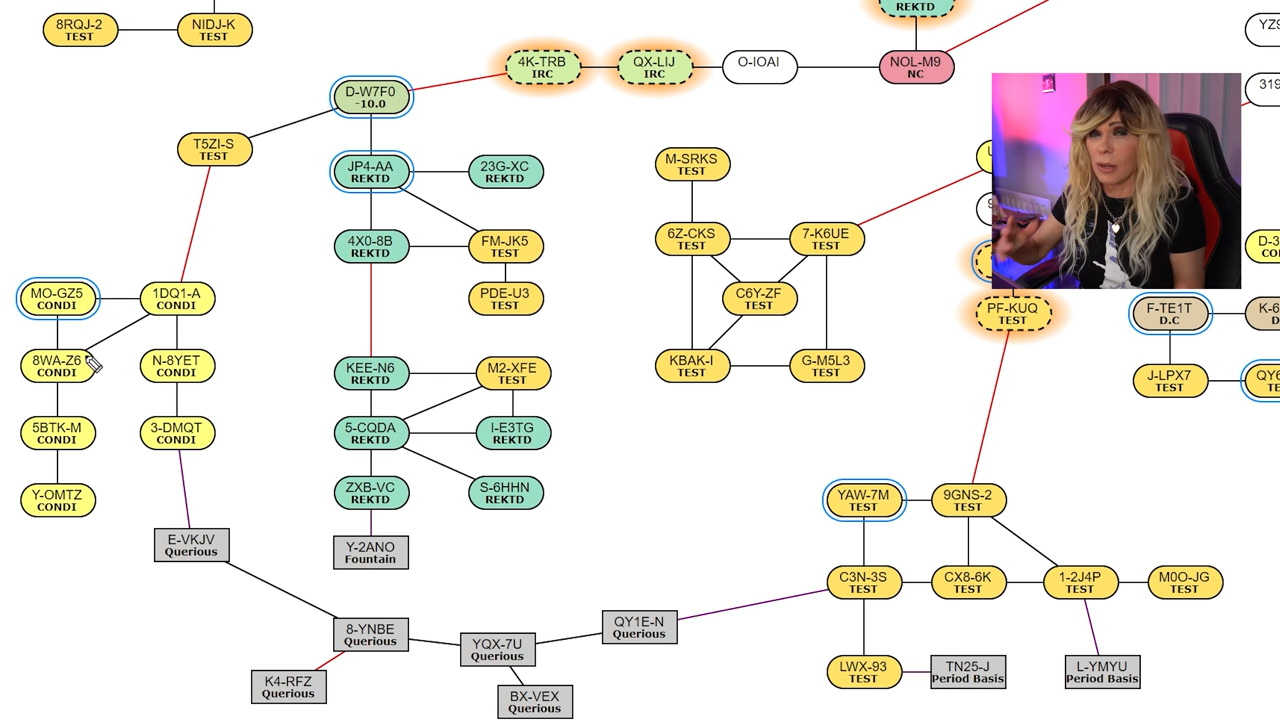 8RQJ-2
TEST
NIDJ-K
TEST
REKTD
4K-TRB
IRC
QX-LIJ
IRC
O-IOAI
NOL-M9
NC
D-W7F0
-10.0
T5ZI-S
TEST
JP4-AA
REKTD
23G-XC
REKTD
M-SRKS
TEST
4X0-8B
REKTD
FM-JK5
TEST
6Z-CKS
TEST
7-K6UE
TEST
MO-GZ5
CONDI
1DQ1-A
CONDI
PDE-U3
TEST
C6Y-ZF
TEST
PF-KUQ
TEST
F-TE1T
D.C
8WA-Z6
CONDI
N-8YET
CONDI
KEE-N6
REKTD
M2-XFE
TEST
KBAK-I
TEST
G-M5L3
TEST
J-LPX7
TEST
5BTK-M
CONDI
3-DMQT
CONDI
5-CQDA
REKTD
I-E3TG
REKTD
Y-OMTZ
CONDI
ZXB-VC
REKTD
S-6HHN
REKTD
YAW-7M
TEST
9GNS-2
TEST
E-VKJV
Querious
Y-2ANO
Fountain
C3N-3S
TEST
CX8-6K
TEST
1-2J4P
TEST
M0O-JG
TEST
8-YNBE
Querious
YQX-7U
Querious
QY1E-N
Querious
K4-RFZ
Querious
BX-VEX
Querious
LWX-93
TEST
TN25-J
Period Basis
L-YMYU
Period Basis